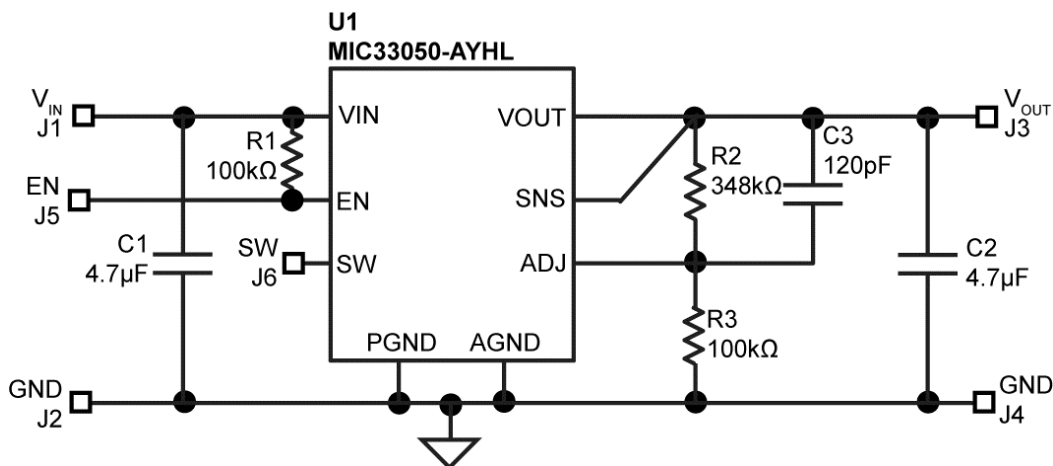 U1
MIC33050-AYHL
VIN
J1
VIN
VOUT
VOUT
J3
R1
100kΩ
R2
348kΩ
C3
120pF
EN
J5
EN
SNS
C1
4.7µF
SW
J6
SW
ADJ
C2
4.7µF
R3
100kΩ
PGND
AGND
GND
J2
GND
J4